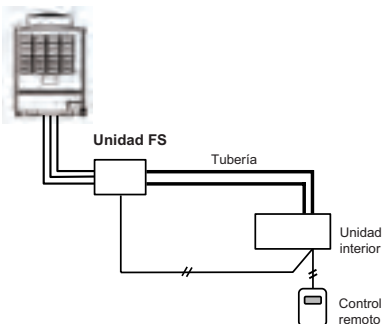 Unidad FS
Tubería
Unidad
interior
Control
remoto